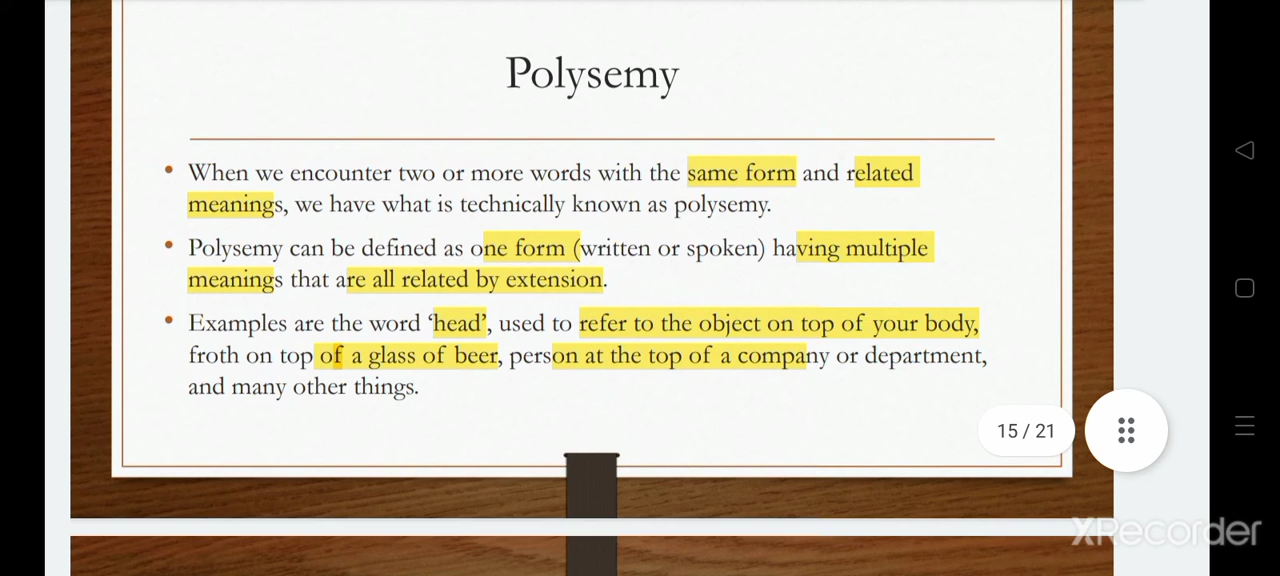 Polysemy
• When we encounter two or more words with the same form and related
meanings, we have what is technically known as polysemy.
• Polysemy can be defined as one form (written or spoken) having multiple
meanings that are all related by extension.
• Examples are the word ‘head’, used to refer to the object on top of your body,
froth on top of a glass of beer, person at the top of a company or department,
and many other things.
15 / 21
XRecorder